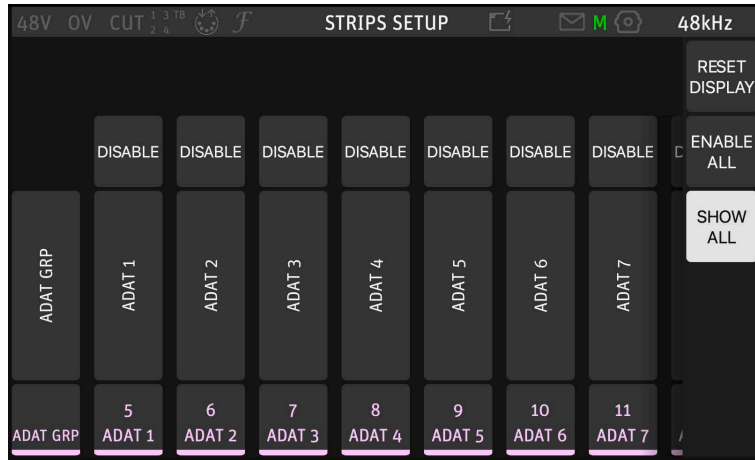 48V OV CUT 1 3 TB 2 4 F STRIPS SETUP M 48kHz
RESET
DISPLAY
DISABLE DISABLE DISABLE DISABLE DISABLE DISABLE DISABLE D
ENABLE
ALL
SHOW
ALL
ADAT GRP ADAT 1 ADAT 2 ADAT 3 ADAT 4 ADAT 5 ADAT 6 ADAT 7
5 6 7 8 9 10 11
ADAT GRP ADAT 1 ADAT 2 ADAT 3 ADAT 4 ADAT 5 ADAT 6 ADAT 7